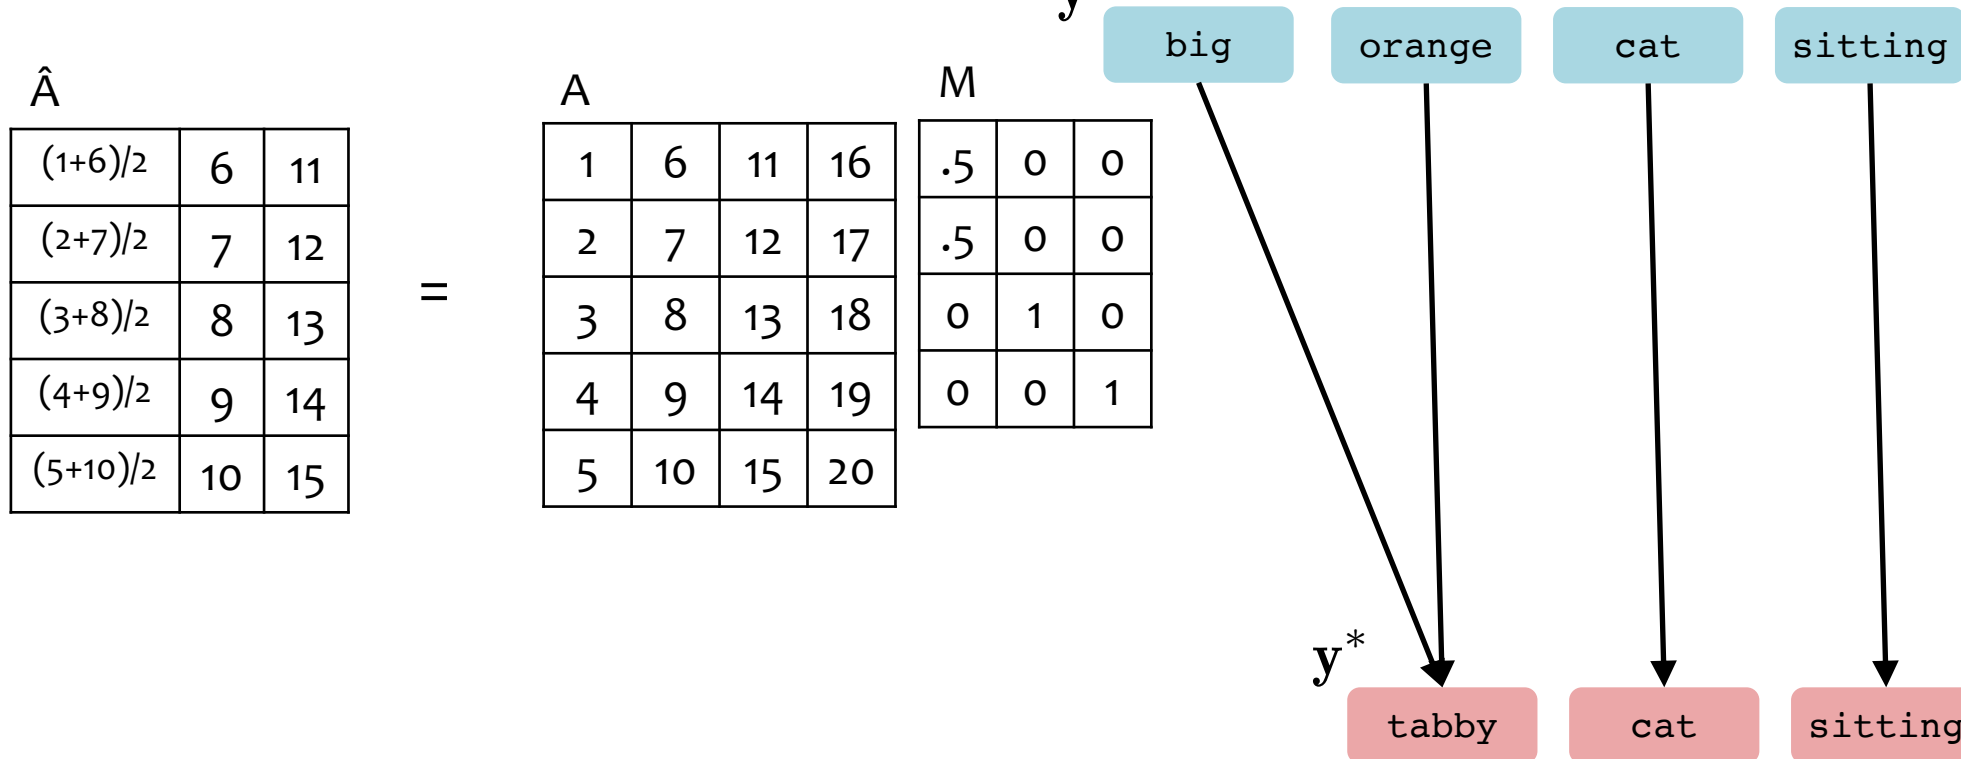 y
big orange cat sitting
Â
(1+6)/2 6 11
(2+7)/2 7 12
(3+8)/2 8 13
(4+9)/2 9 14
(5+10)/2 10 15
=
A
1 6 11 16
2 7 12 17
3 8 13 18
4 9 14 19
5 10 15 20
M
.5 0 0
.5 0 0
0 1 0
0 0 1
y*
tabby cat sitting